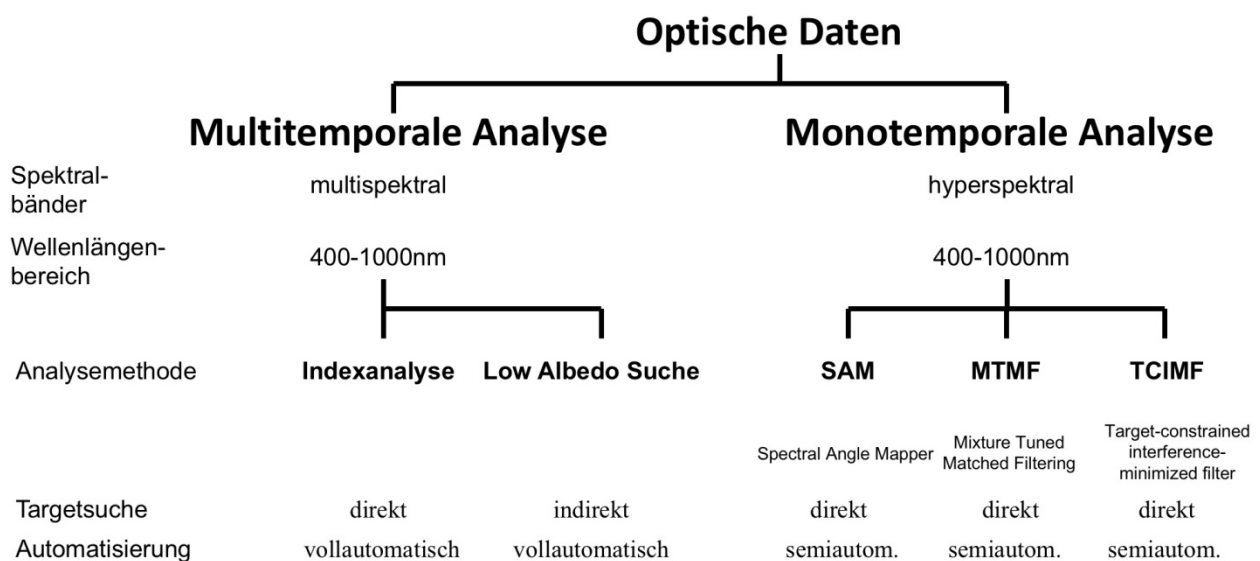 Optische Daten
Multitemporale Analyse Monotemporale Analyse
Spektral-
bänder
multispektral hyperspektral
Wellenlängen-
bereich
400-1000nm 400-1000nm
Analysemethode Indexanalyse Low Albedo Suche SAM MTMF TCIMF
Spectral Angle Mapper
Mixture Tuned
Matched Filtering
Target-constrained
interference-
minimized filter
Targetsuche direkt indirekt direkt direkt direkt
Automatisierung vollautomatisch vollautomatisch semiautom. semiautom. semiautom.